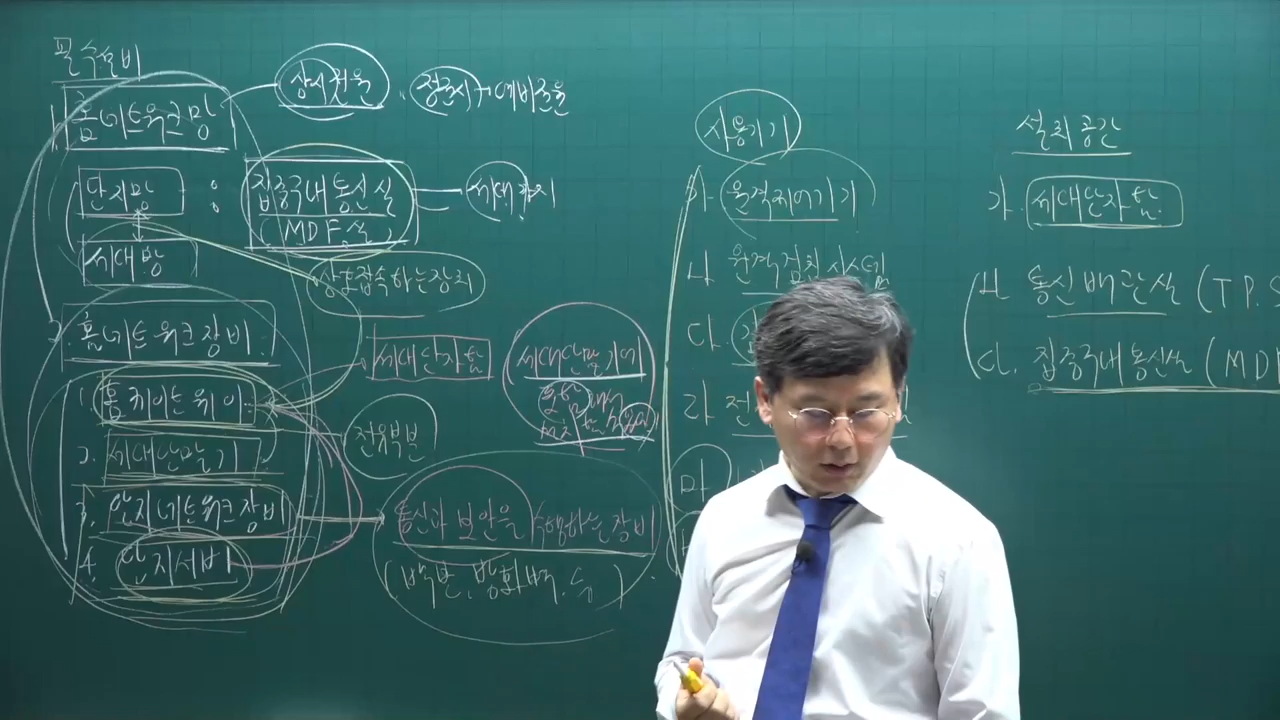 필수설비
1. 홈네트워크망 상시전원, 정전시 → 예비전원
단지망 : 집중구내통신실 세대각지
(MDF실)
세대망
상호접속하는장치
2. 홈네트워크장비
1. 홈게이트웨이
세대단자함
2. 세대단말기
전유부분
3. 단지네트워크장비
통신과 보안을 수행하는 장비
4. 단지서버
(백본, 방화벽, 등)
세대단말기에
사용기기
가. 원격제어기기
나. 원격검침시스템
다.
라. 전
마.
설치공간
가. 세대단자함
나. 통신배관실 (T.P.S
다. 집중구내통신실 (MD